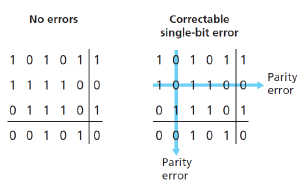 No errors
1 0 1 0 1 1
1 1 1 1 0 0
0 1 1 1 0 1
0 0 1 0 1 0
Correctable
single-bit error
1 0 1 0 1 1
1 0 1 1 0 0
0 1 1 1 0 1
0 0 1 0 1 0
Parity
error
Parity
error